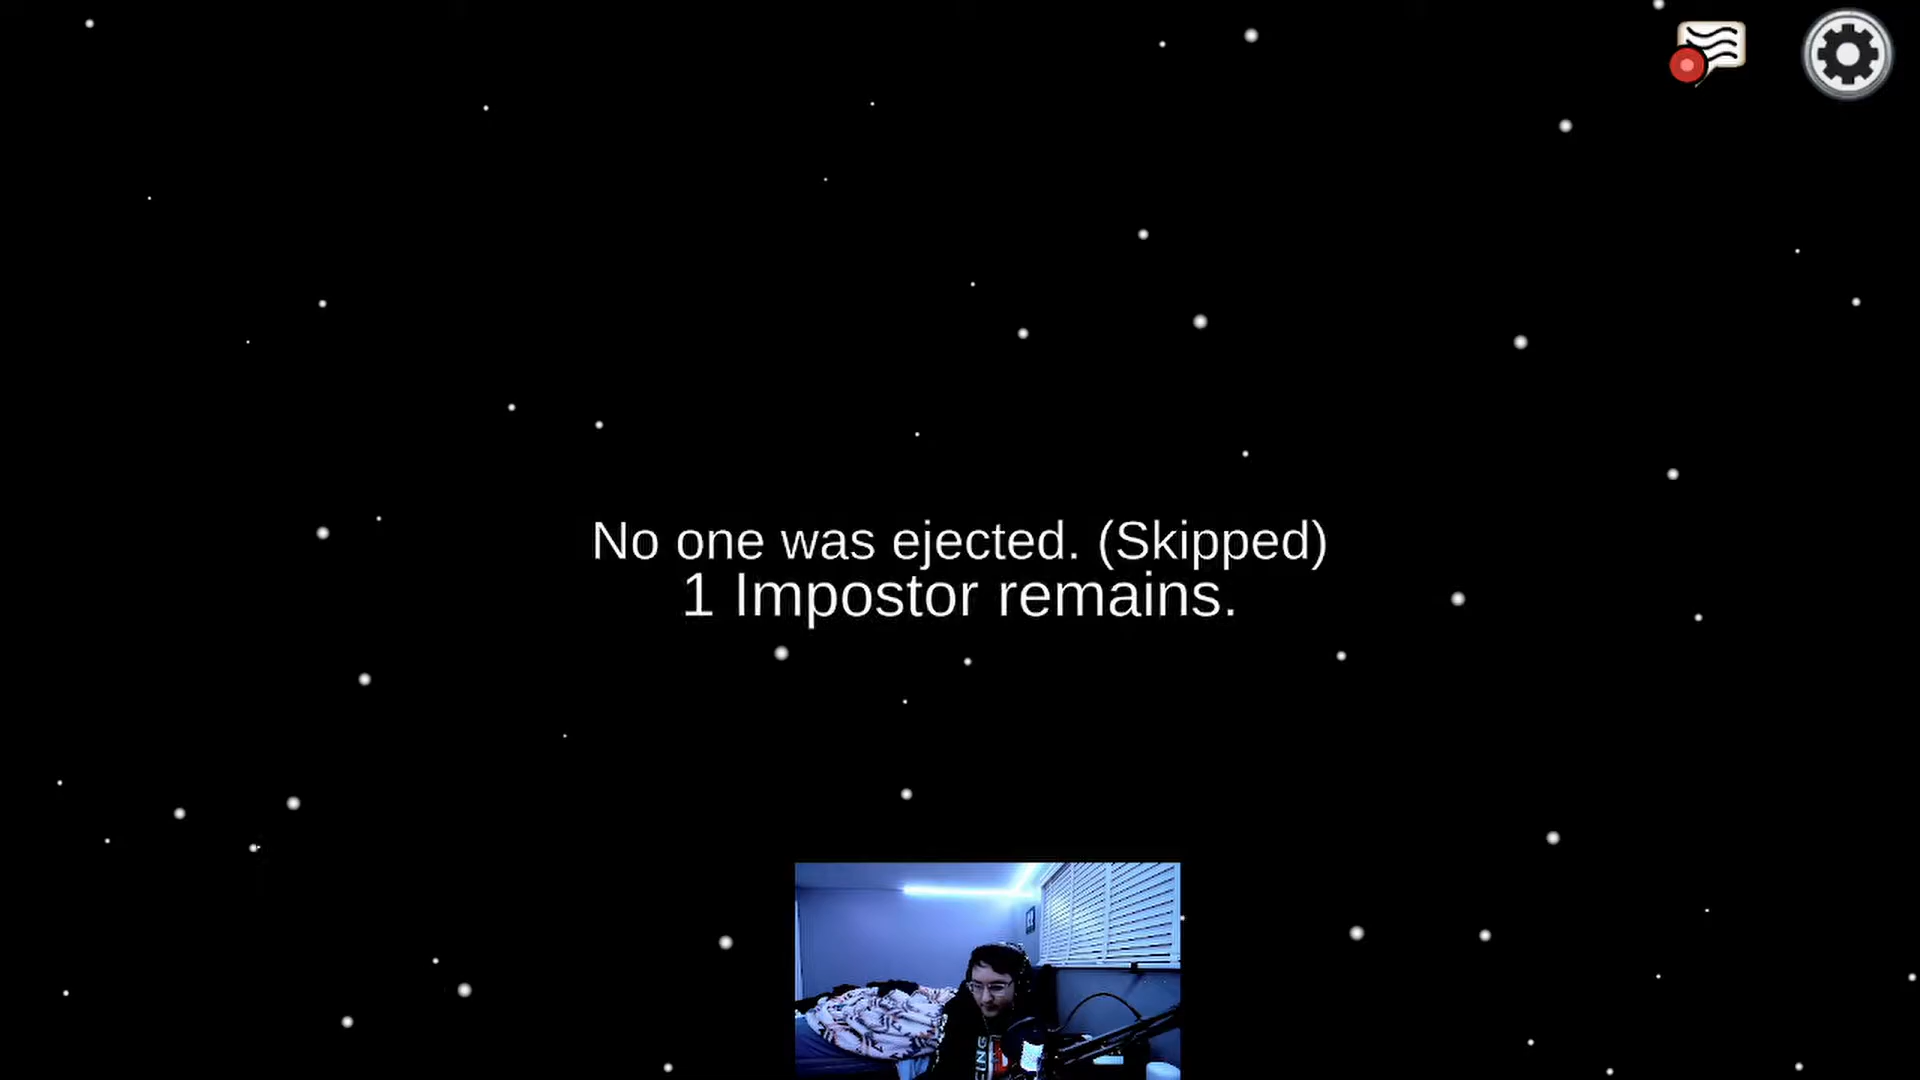 No one was ejected. (Skipped)
1 Impostor remains.